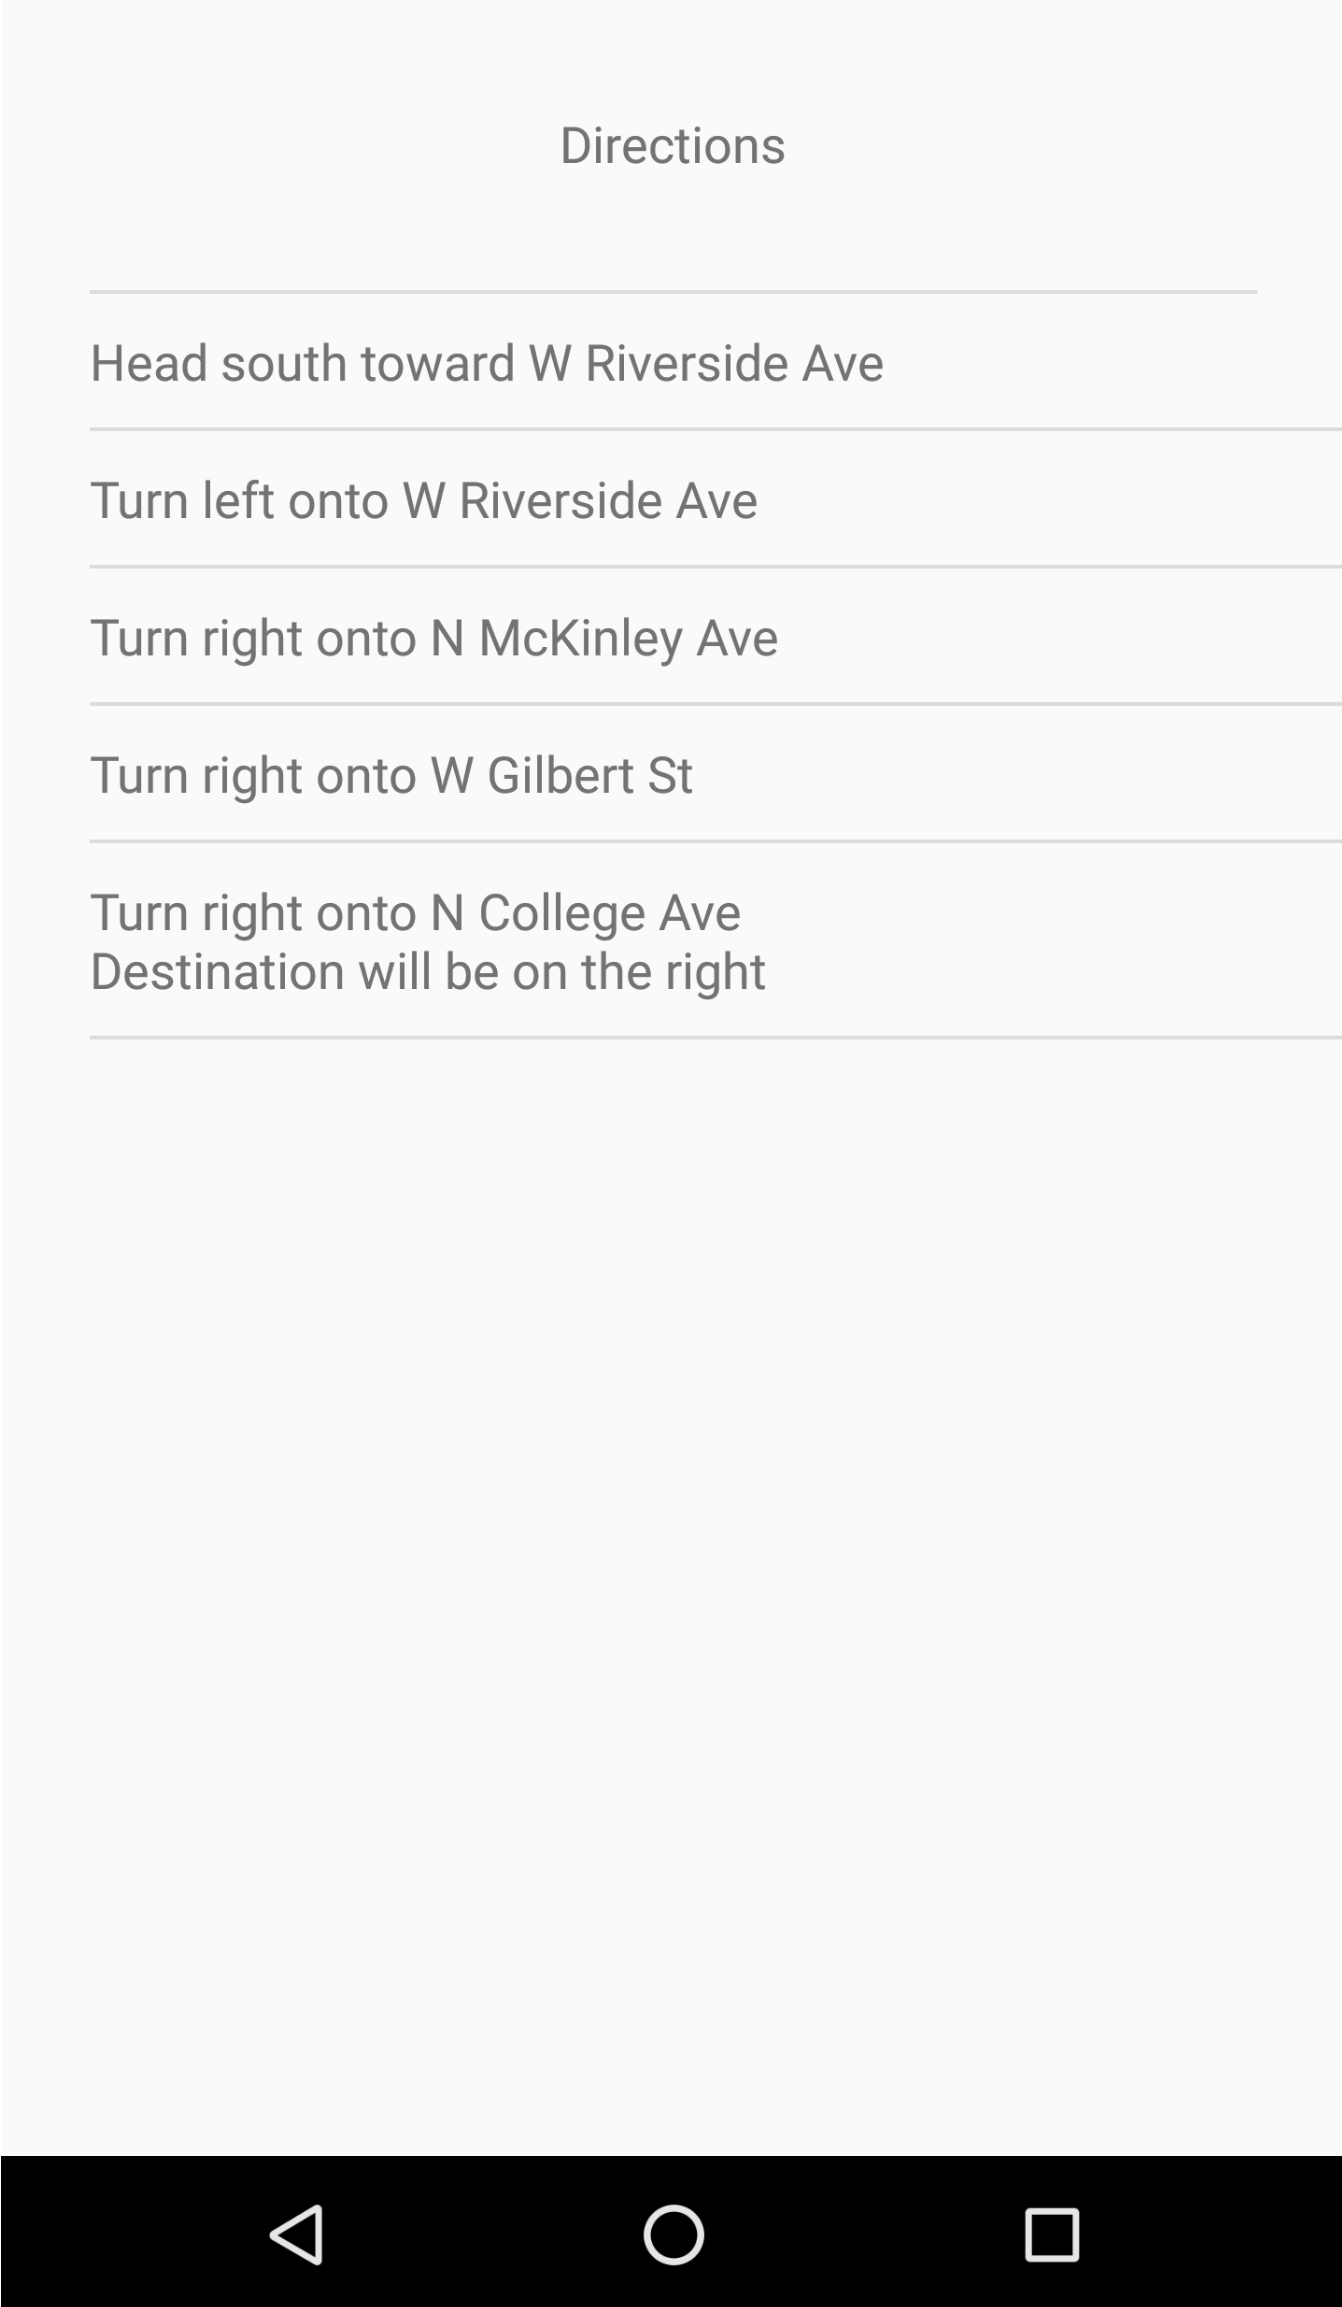 Directions
Head south toward W Riverside Ave
Turn left onto W Riverside Ave
Turn right onto N McKinley Ave
Turn right onto W Gilbert St
Turn right onto N College Ave
Destination will be on the right